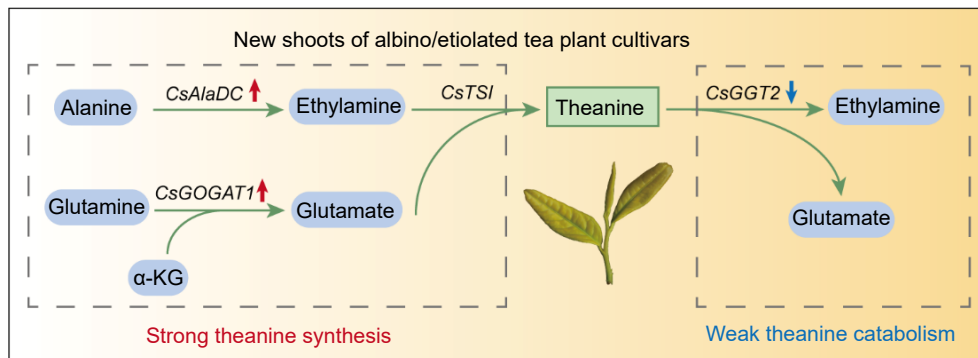 New shoots of albino/etiolated tea plant cultivars
Alanine
CsAlaDC
Ethylamine
CsTSI
Theanine
CsGGT2
Ethylamine
Glutamine
CsGOGAT1
Glutamate
Glutamate
α-KG
Strong theanine synthesis
Weak theanine catabolism